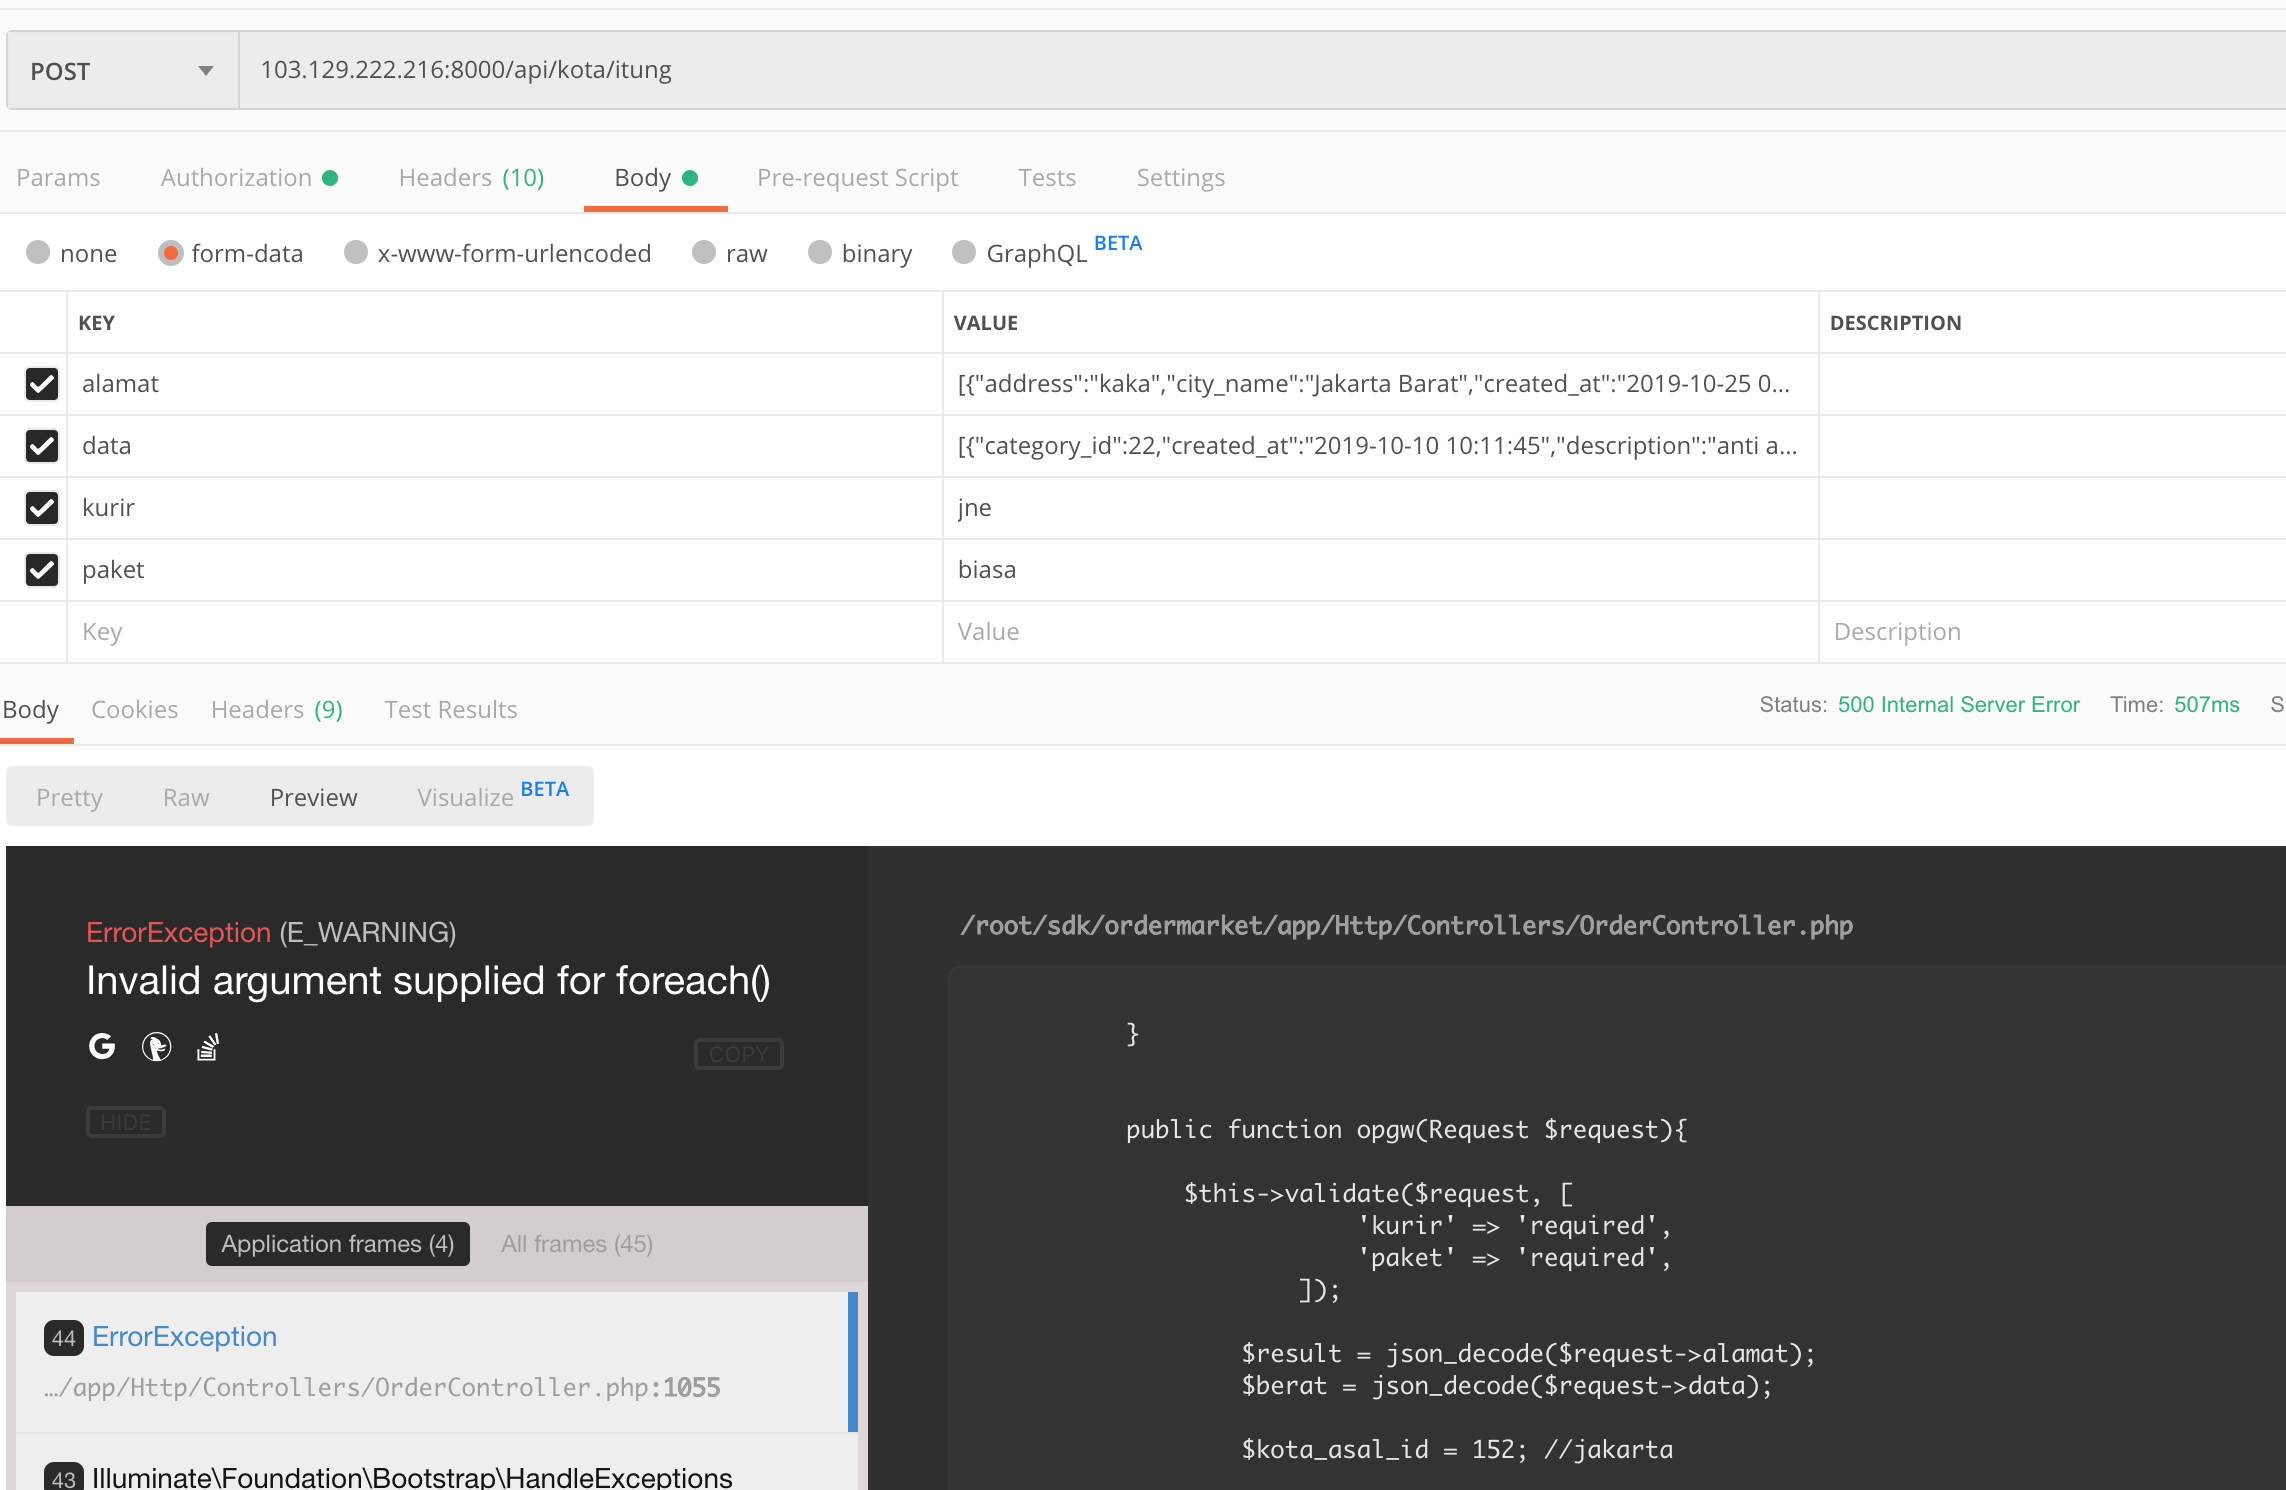 POST 103.129.222.216:8000/api/kota/itung
Params Authorization Headers (10) Body Pre-request Script Tests Settings
none form-data x-www-form-urlencoded raw binary GraphQL BETA
KEY VALUE DESCRIPTION
alamat [{"address":"kaka","city_name":"Jakarta Barat","created_at":"2019-10-25 0...
data [{"category_id":22,"created_at":"2019-10-10 10:11:45","description":"anti a...
kurir jne
paket biasa
Key Value Description
Body Cookies Headers (9) Test Results Status: 500 Internal Server Error Time: 507ms S
Pretty Raw Preview Visualize BETA
ErrorException (E_WARNING)
Invalid argument supplied for foreach()
COPY
HIDE
Application frames (4) All frames (45)
44 ErrorException
…/app/Http/Controllers/OrderController.php:1055
43 Illuminate\Foundation\Bootstrap\HandleExceptions
/root/sdk/ordermarket/app/Http/Controllers/OrderController.php
}
public function opgw(Request $request){
$this->validate($request, [
'kurir' => 'required',
'paket' => 'required',
]);
$result = json_decode($request->alamat);
$berat = json_decode($request->data);
$kota_asal_id = 152; //jakarta